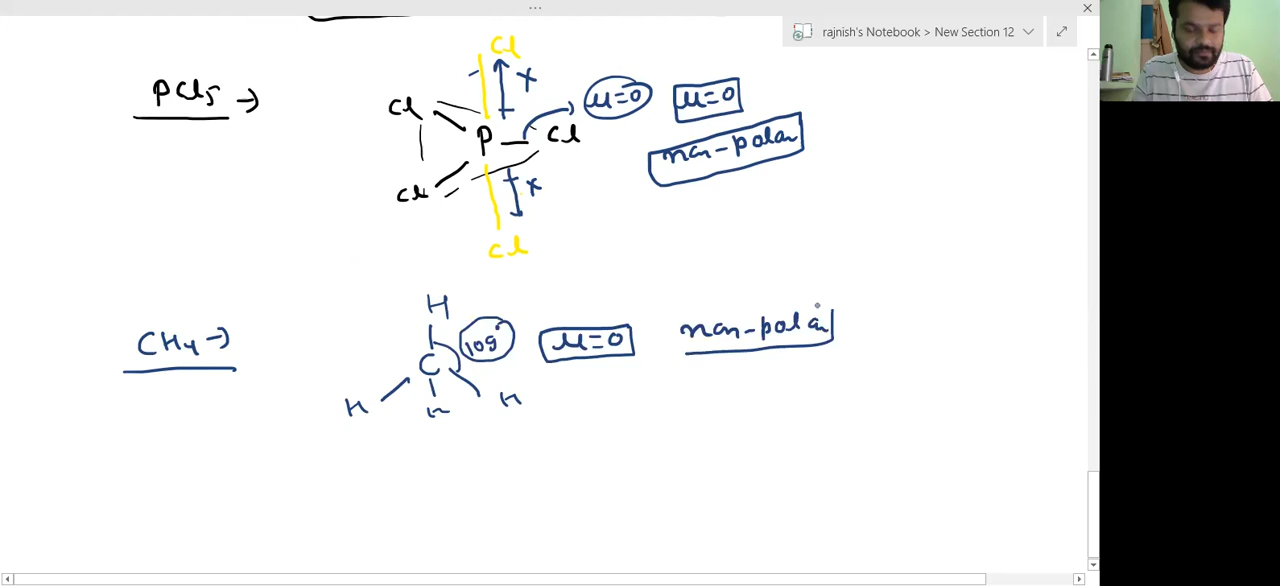 rajnish's Notebook > New Section 12
Cl
x
PCl5 →
Cl
P
Cl
μ=0
μ=0
non-polar
Cl
x
Cl
H
CH4 →
109°
μ=0
non-polar
C
H
H
H